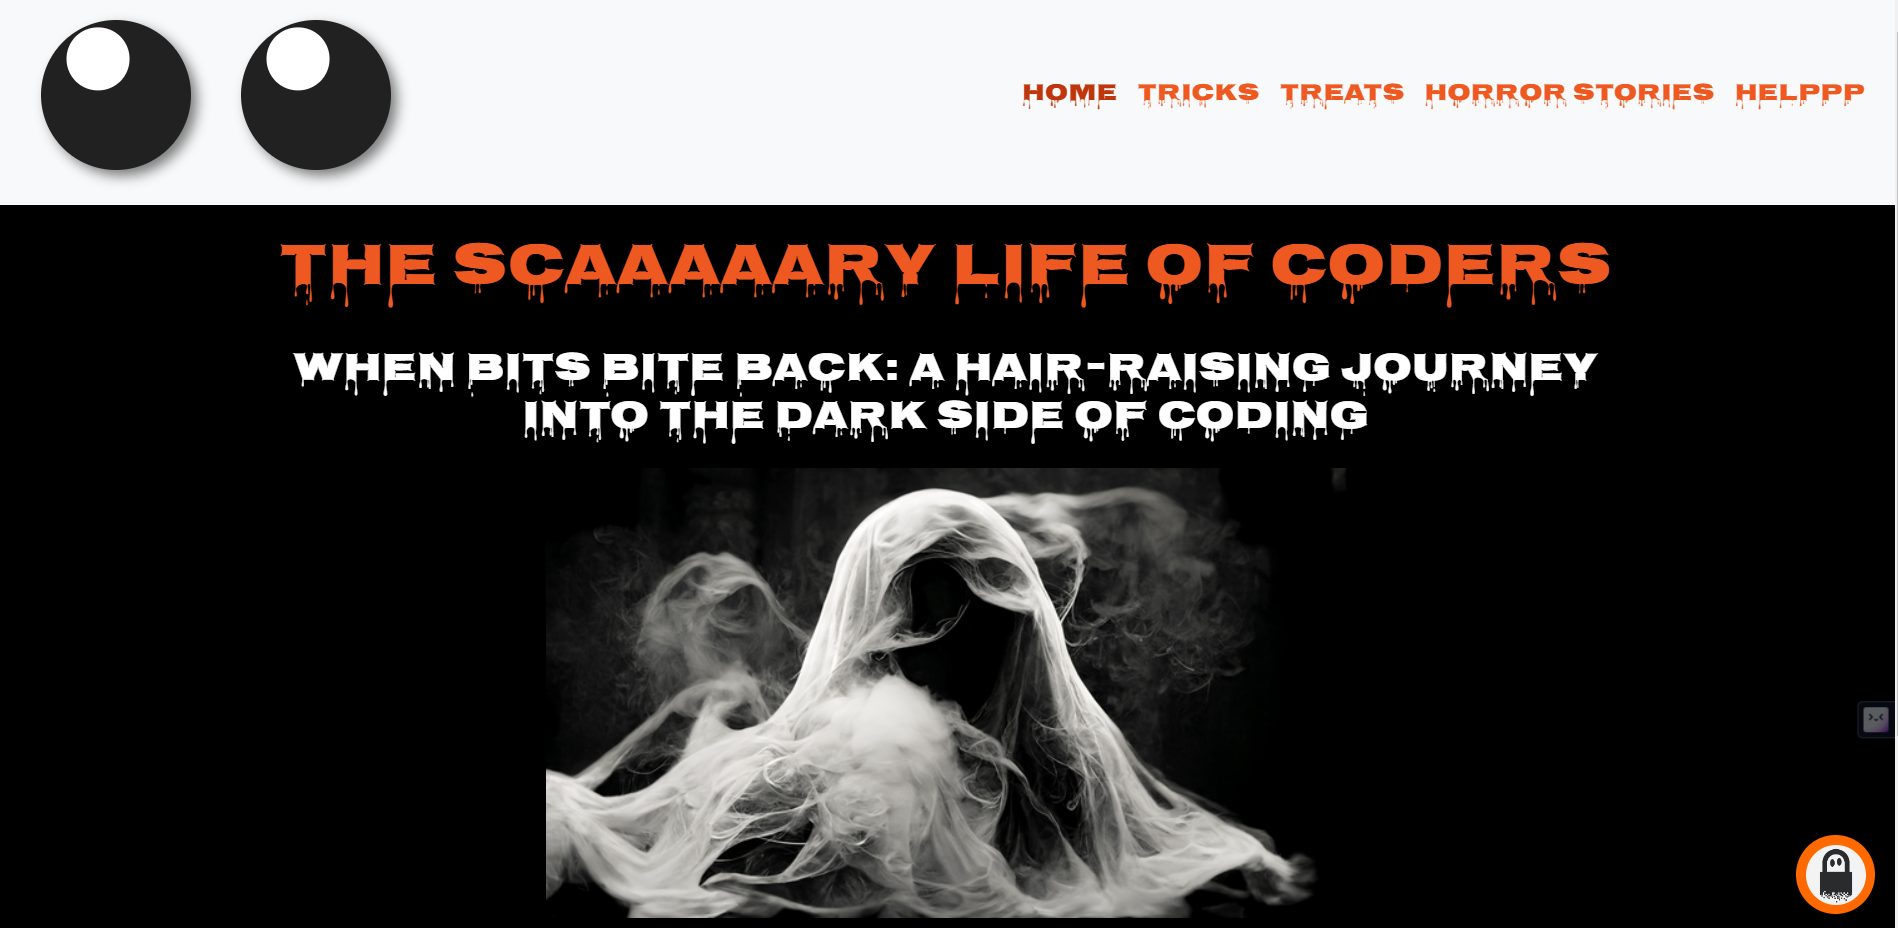 HOME TRICKS TREATS HORROR STORIES HELPPP
THE SCAAAAARY LIFE OF CODERS
WHEN BITS BITE BACK: A HAIR-RAISING JOURNEY
INTO THE DARK SIDE OF CODING